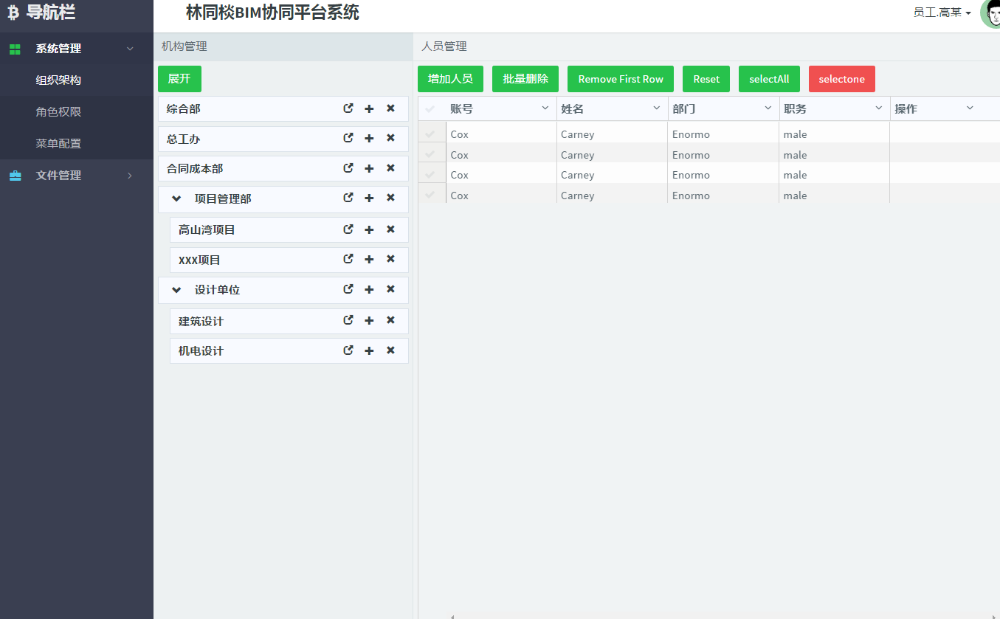 导航栏
林同棪BIM协同平台系统
员工.高某
系统管理
组织架构
角色权限
菜单配置
文件管理
机构管理
展开
综合部
总工办
合同成本部
项目管理部
高山湾项目
XXX项目
设计单位
建筑设计
机电设计
人员管理
增加人员 批量删除 Remove First Row Reset selectAll selectone
账号 姓名 部门 职务 操作
Cox Carney Enormo male
Cox Carney Enormo male
Cox Carney Enormo male
Cox Carney Enormo male